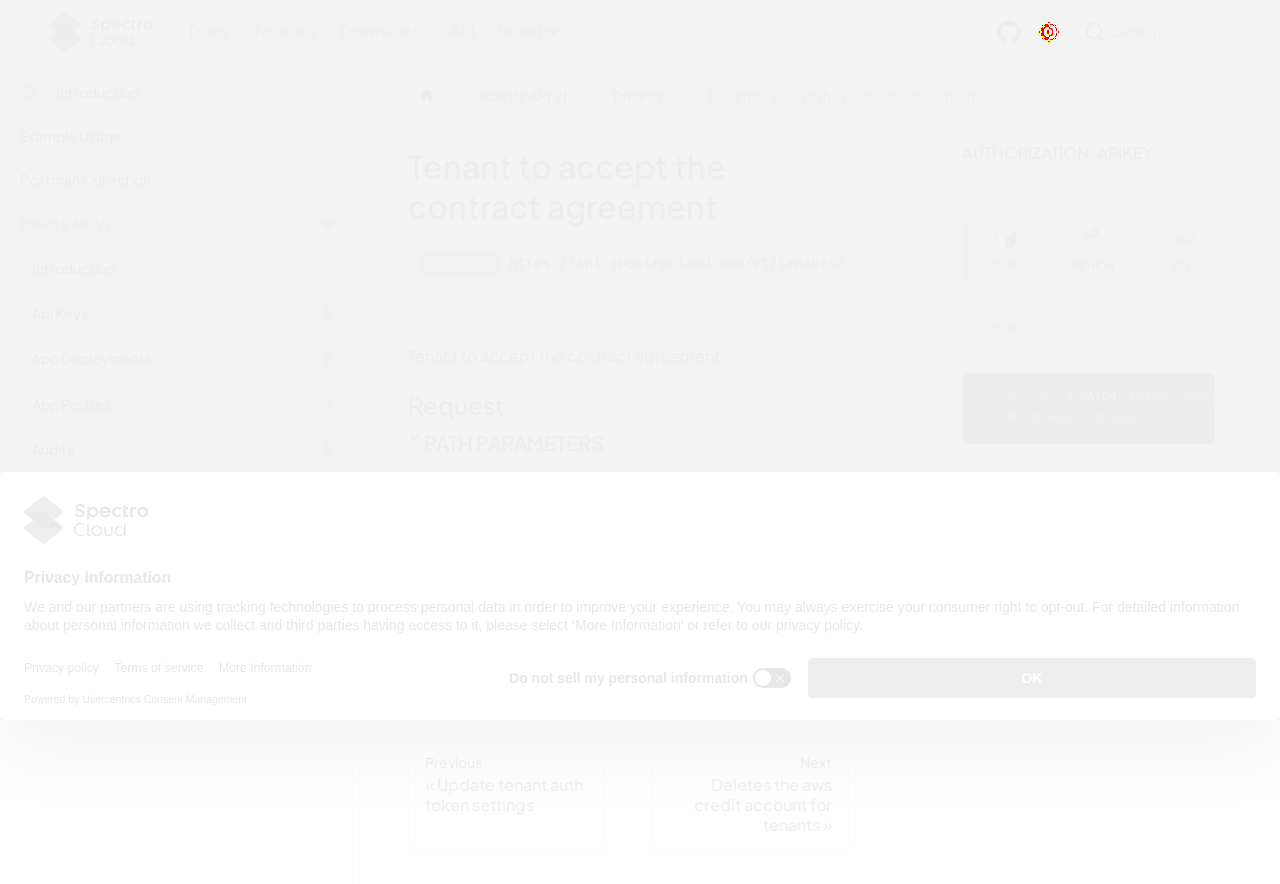 Spectro
Cloud
Docs Tutorials Downloads API latest
Search
Introduction
Example Usage
Postman Collection
Palette API V1
Introduction
Api Keys
App Deployments
App Profiles
Audits
Palette API V1 Tenants Tenant to accept the contract agreement
Tenant to accept the
contract agreement
https://api.spectrocloud.com/v1/tenants/
Tenant to accept the contract agreement
Request
PATH PARAMETERS
AUTHORIZATION: APIKEY
CURL PYTHON GO
CURL
PATCH
Spectro
Cloud
Privacy Information
We and our partners are using tracking technologies to process personal data in order to improve your experience. You may always exercise your consumer right to opt-out. For detailed information
about personal information we collect and third parties having access to it, please select ‘More Information’ or refer to our privacy policy.
Privacy policy Terms of service More Information
Powered by Usercentrics Consent Management
Do not sell my personal information
OK
Previous
« Update tenant auth
token settings
Next
Deletes the aws
credit account for
tenants »